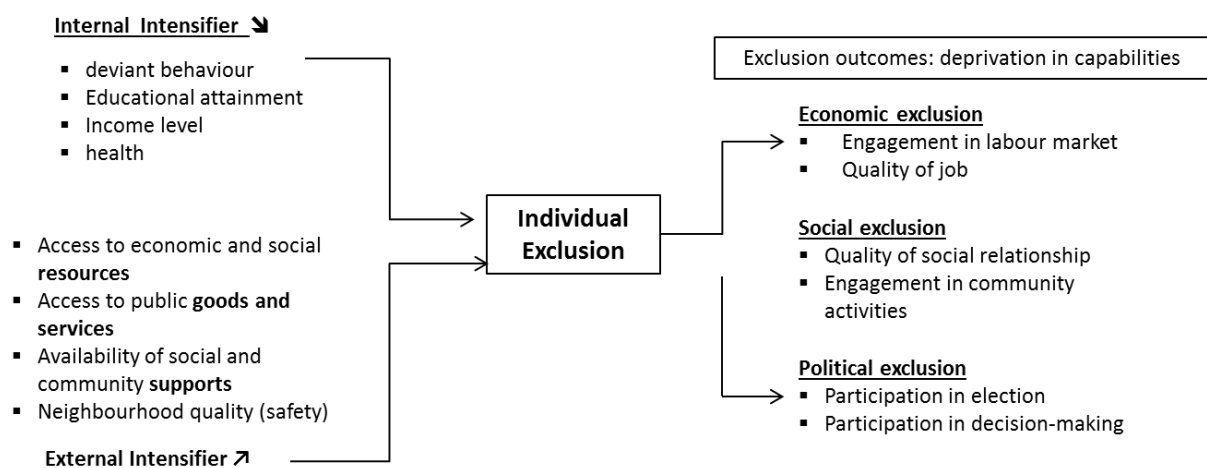 Internal Intensifier ↘
▪ deviant behaviour
▪ Educational attainment
▪ Income level
▪ health
▪ Access to economic and social
resources
▪ Access to public goods and
services
▪ Availability of social and
community supports
▪ Neighbourhood quality (safety)
External Intensifier ↗
Individual
Exclusion
Exclusion outcomes: deprivation in capabilities
Economic exclusion
▪ Engagement in labour market
▪ Quality of job
Social exclusion
▪ Quality of social relationship
▪ Engagement in community
activities
Political exclusion
▪ Participation in election
▪ Participation in decision-making